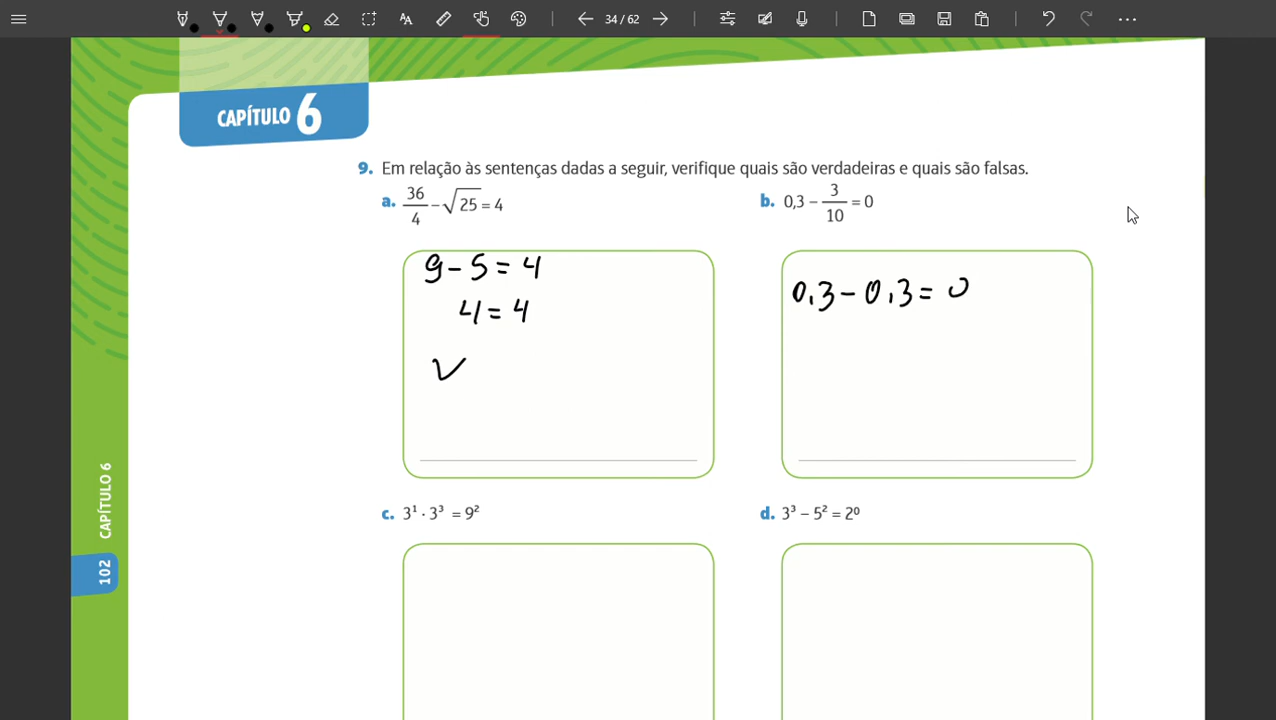 34 / 62
CAPÍTULO 6
9. Em relação às sentenças dadas a seguir, verifique quais são verdadeiras e quais são falsas.
a. 36/4 − √25 = 4
b. 0,3 − 3/10 = 0
9 - 5 = 4
4 = 4
V
0,3 - 0,3 = 0
c. 3¹ · 3³ = 9²
d. 3³ − 5² = 2⁰
CAPÍTULO 6
102